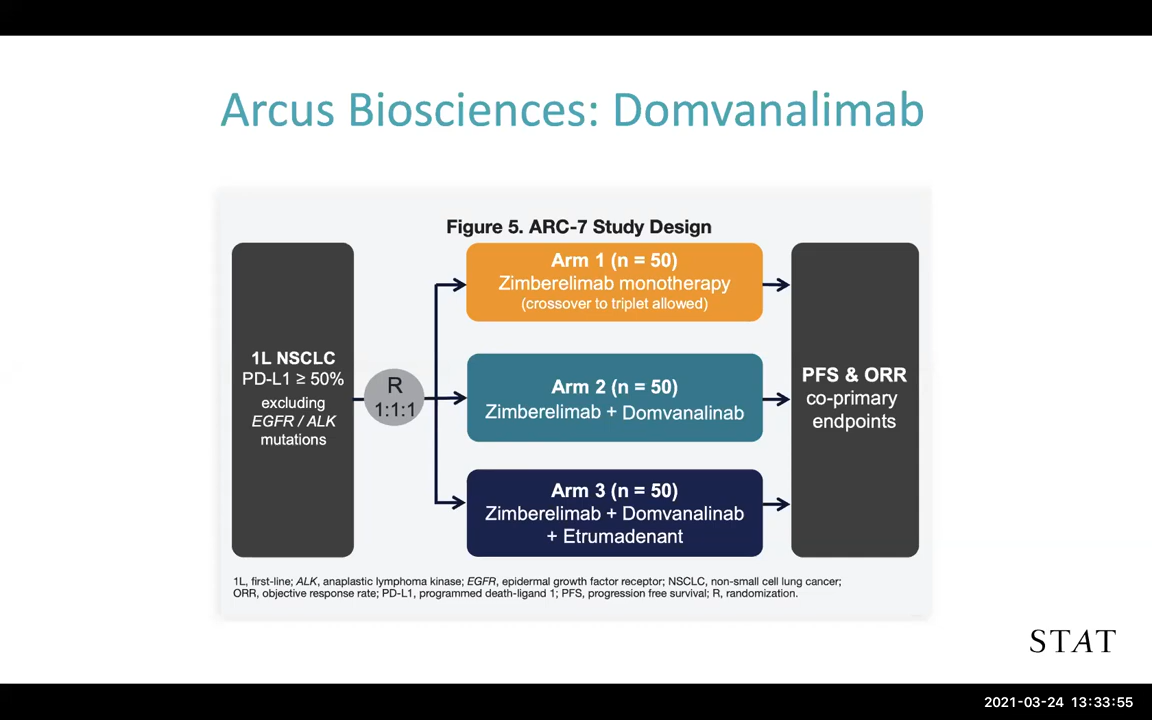 Arcus Biosciences: Domvanalimab
Figure 5. ARC-7 Study Design
1L NSCLC
PD-L1 ≥ 50%
excluding
EGFR / ALK
mutations
R
1:1:1
Arm 1 (n = 50)
Zimberelimab monotherapy
(crossover to triplet allowed)
Arm 2 (n = 50)
Zimberelimab + Domvanalinab
Arm 3 (n = 50)
Zimberelimab + Domvanalinab
+ Etrumadenant
PFS & ORR
co-primary
endpoints
1L, first-line; ALK, anaplastic lymphoma kinase; EGFR, epidermal growth factor receptor; NSCLC, non-small cell lung cancer;
ORR, objective response rate; PD-L1, programmed death-ligand 1; PFS, progression free survival; R, randomization.
STAT
2021-03-24 13:33:55